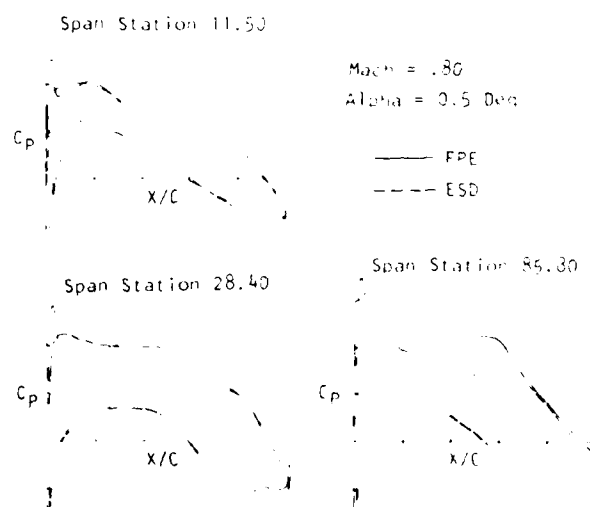 Span Station 11.50
Mach = .80
Alpha = 0.5 Deg
Cp
X/C
FPE
ESD
Span Station 28.40
Cp
X/C
Span Station 85.80
Cp
X/C